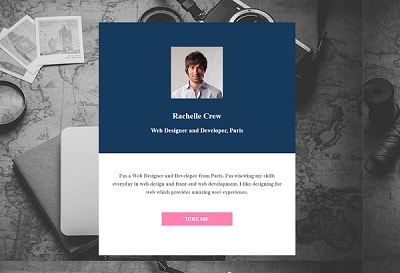 Rachelle Crew
Web Designer and Developer, Paris
I'm a Web Designer and Developer from Paris. I'm whetting my skills
everyday in web design and front-end web development. I like designing for
web which provides amazing user experience.
HIRE ME